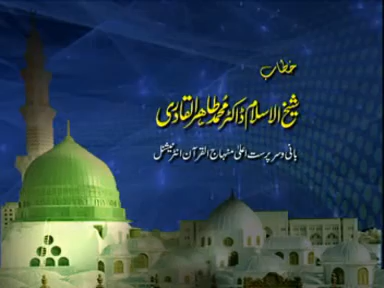 خطاب
شیخ الاسلام ڈاکٹر محمد طاہر القادری
بانی و سرپرست اعلیٰ منہاج القرآن انٹرنیشنل